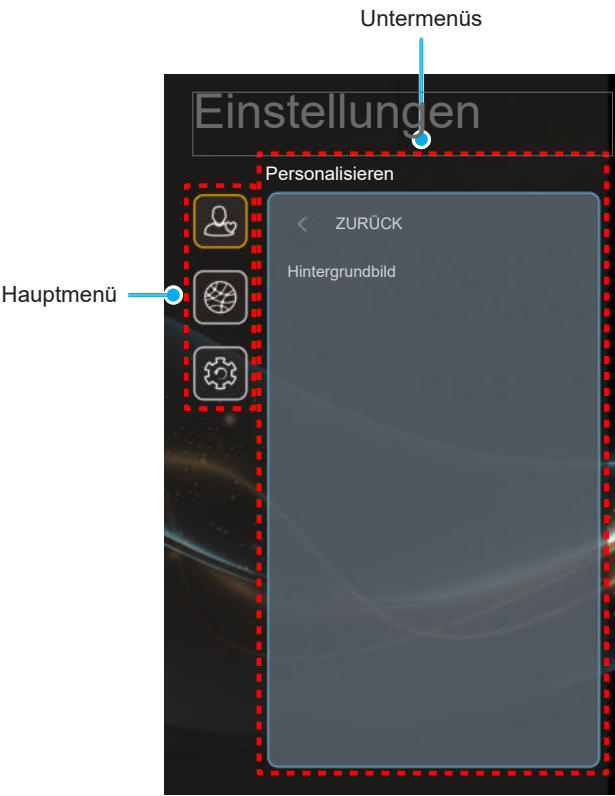 Untermenüs
Einstellungen
Personalisieren
ZURÜCK
Hintergrundbild
Hauptmenü